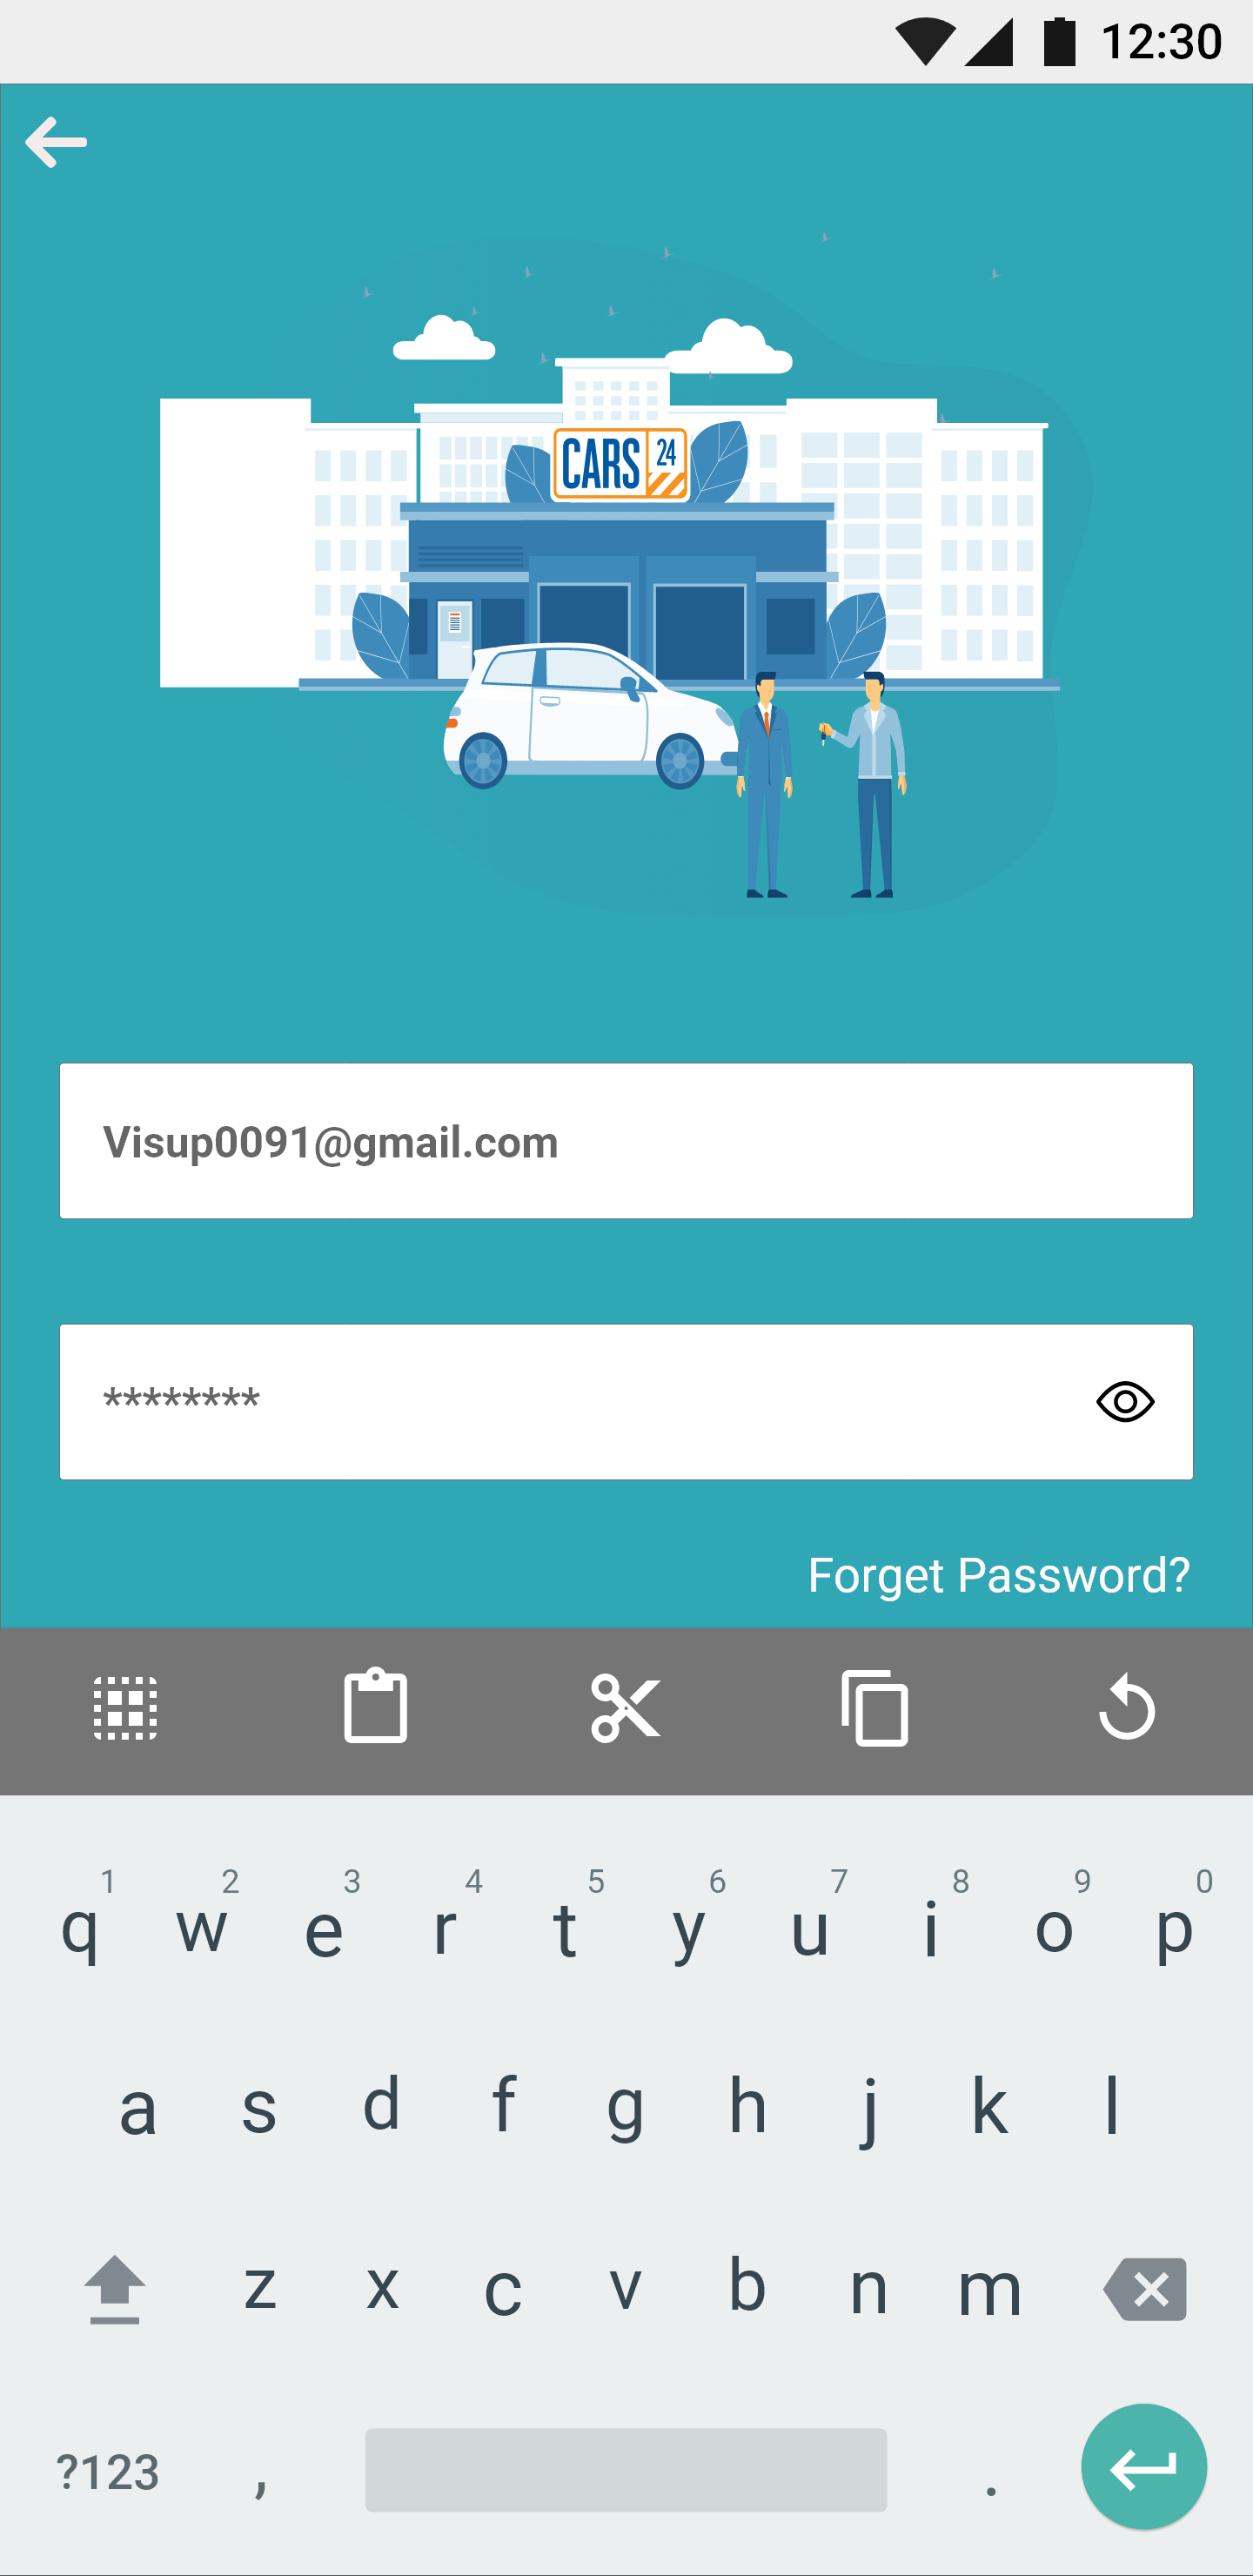 12:30
CARS 24
Visup0091@gmail.com
********
Forget Password?
1 2 3 4 5 6 7 8 9 0
q w e r t y u i o p
a s d f g h j k l
z x c v b n m
?123 , .